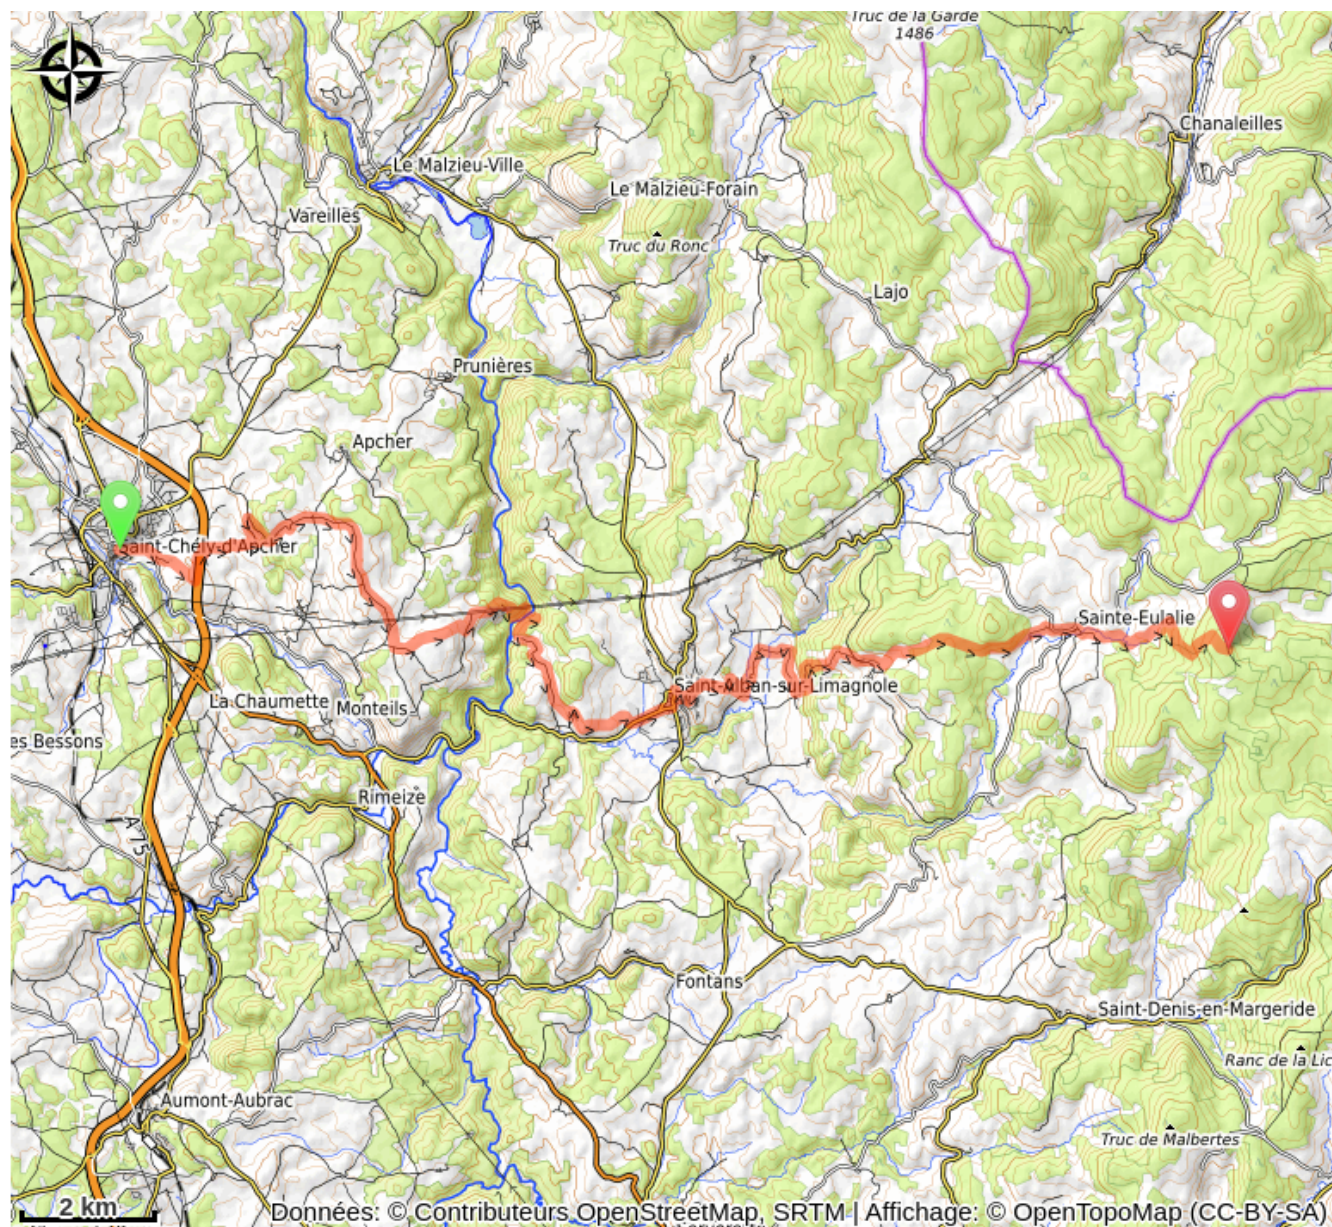 Truc de la Garde
1486
Chanaleilles
Le Malzieu-Ville
Le Malzieu-Forain
Vareilles
Truc du Ronc
Lajo
Prunières
Apcher
Saint-Chély-d'Apcher
Sainte-Eulalie
Saint-Alban-sur-Limagnole
La Chaumette
Monteils
es Bessons
Rimeize
A 75
Fontans
Saint-Denis-en-Margeride
Ranc de la Lic
Aumont-Aubrac
Truc de Malbertes
2 km
Données: © Contributeurs OpenStreetMap, SRTM | Affichage: © OpenTopoMap (CC-BY-SA)